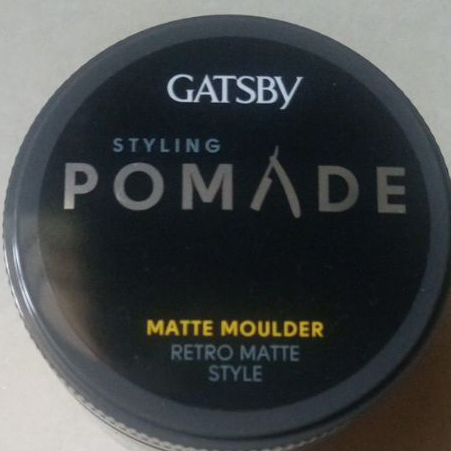 GATSBY
STYLING
POMADE
MATTE MOULDER
RETRO MATTE
STYLE